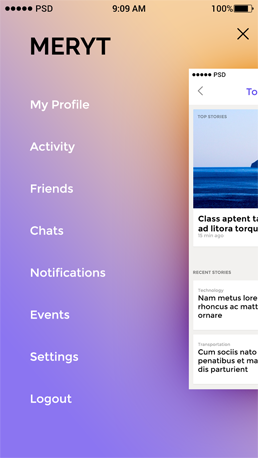 PSD 9:09 AM 100%
MERYT
My Profile
Activity
Friends
Chats
Notifications
Events
Settings
Logout
PSD
To
TOP STORIES
Class aptent ta
ad litora torqu
15 min ago
RECENT STORIES
Technology
Nam metus lore
rhoncus ac matt
ornare
Transportation
Cum sociis nato
penatibus et ma
dis parturient